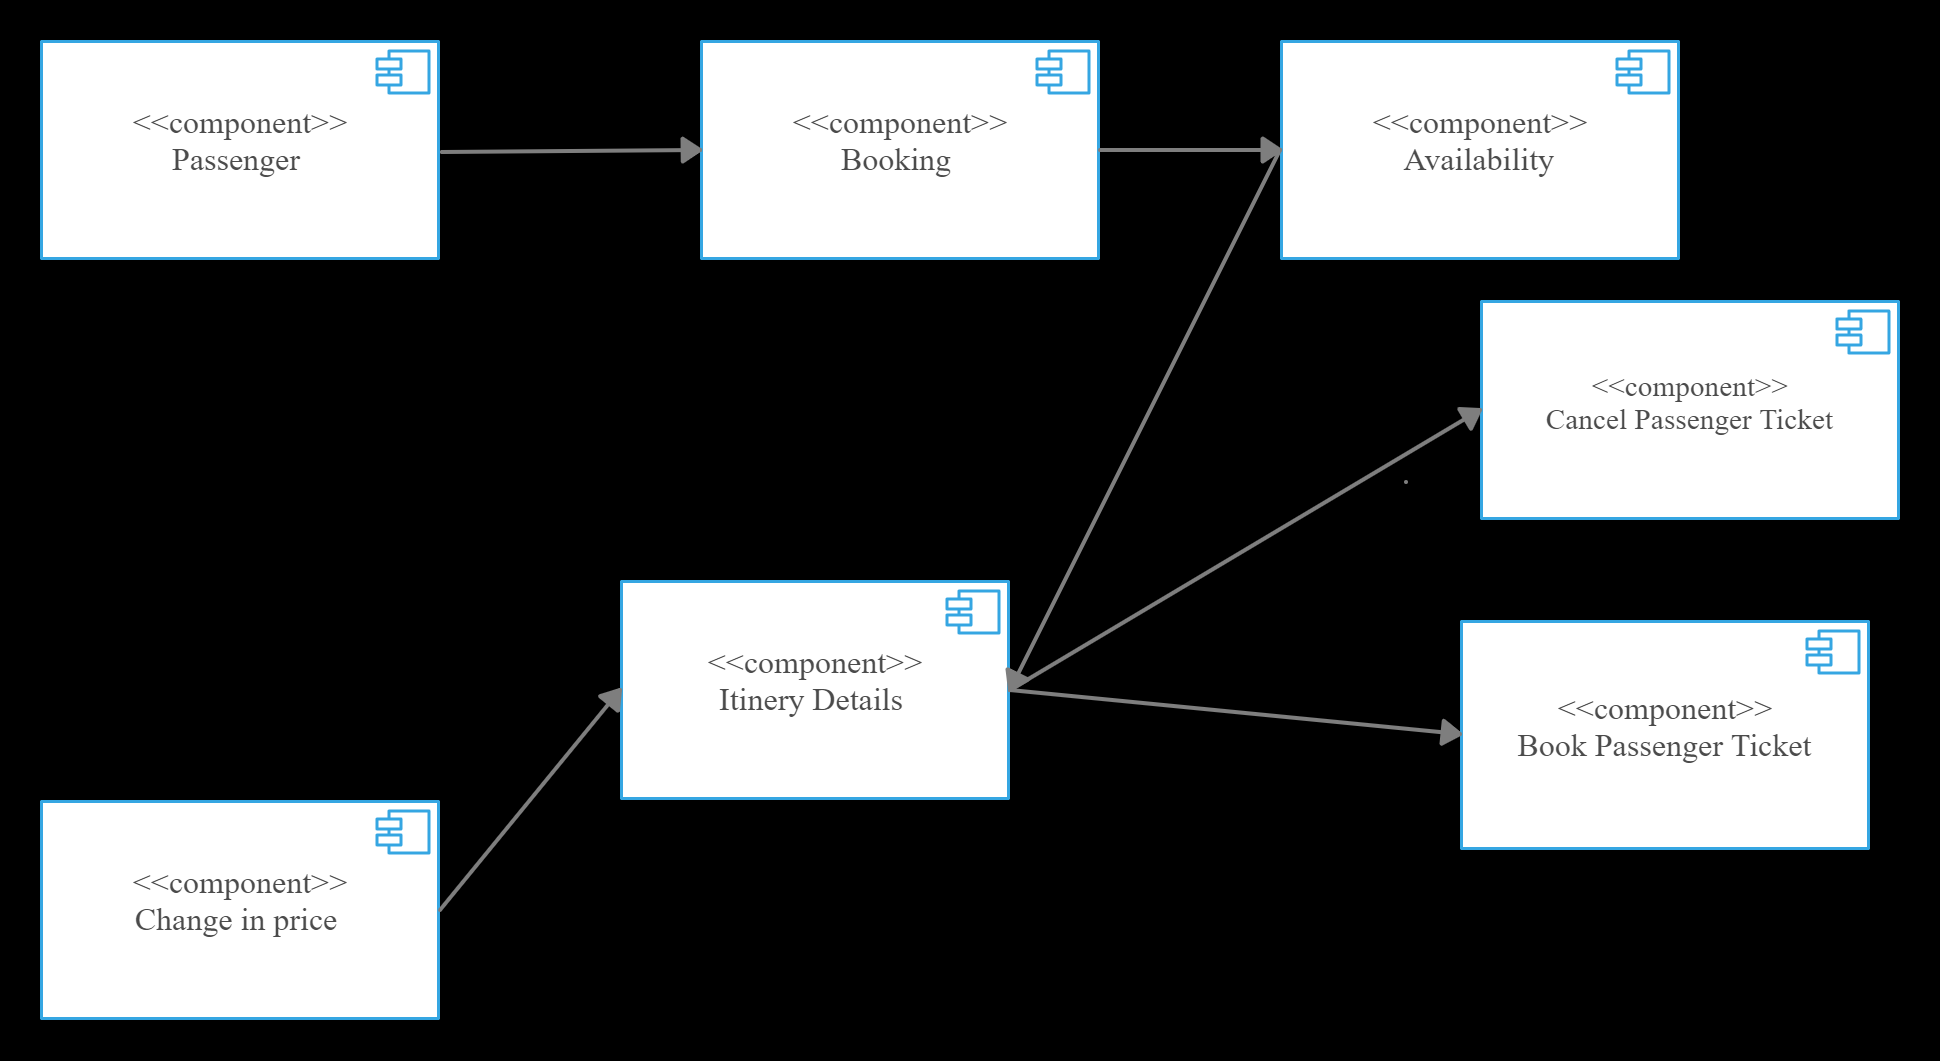 <<component>>
Passenger
<<component>>
Booking
<<component>>
Availability
<<component>>
Cancel Passenger Ticket
<<component>>
Itinery Details
<<component>>
Book Passenger Ticket
<<component>>
Change in price